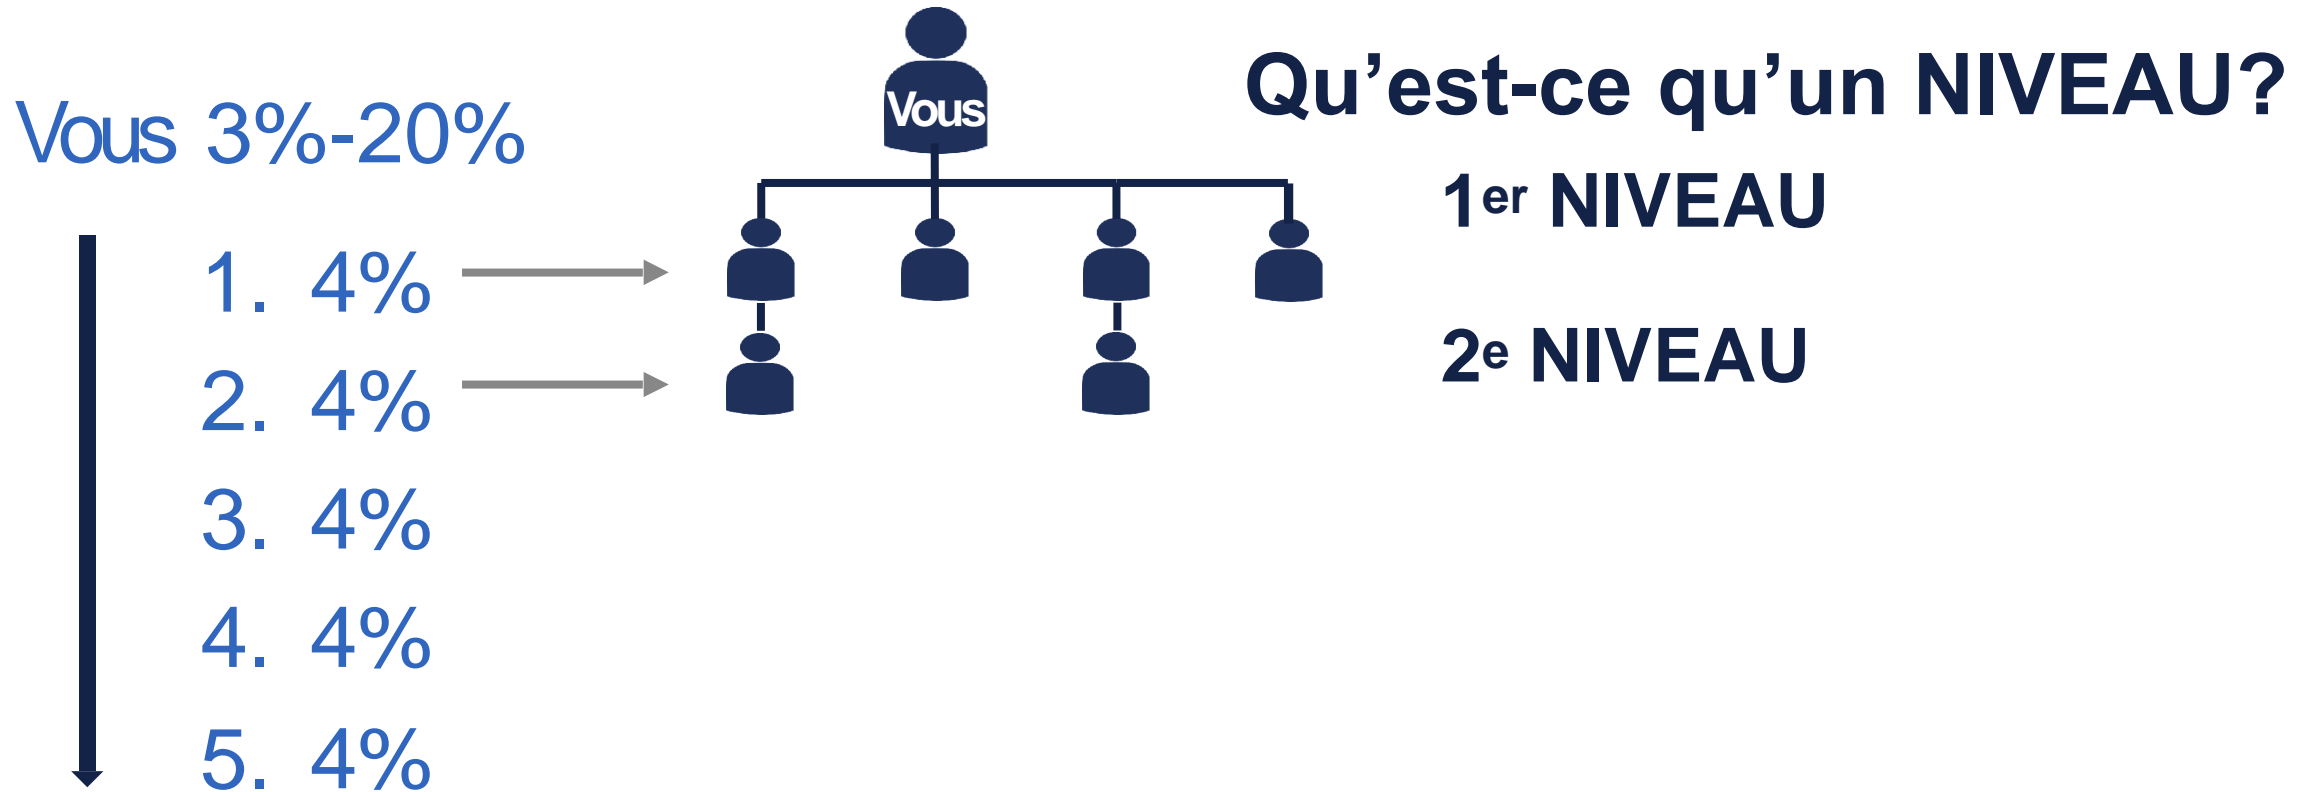 Qu’est-ce qu’un NIVEAU?
Vous
Vous 3%-20%
1er NIVEAU
1. 4%
2e NIVEAU
2. 4%
3. 4%
4. 4%
5. 4%